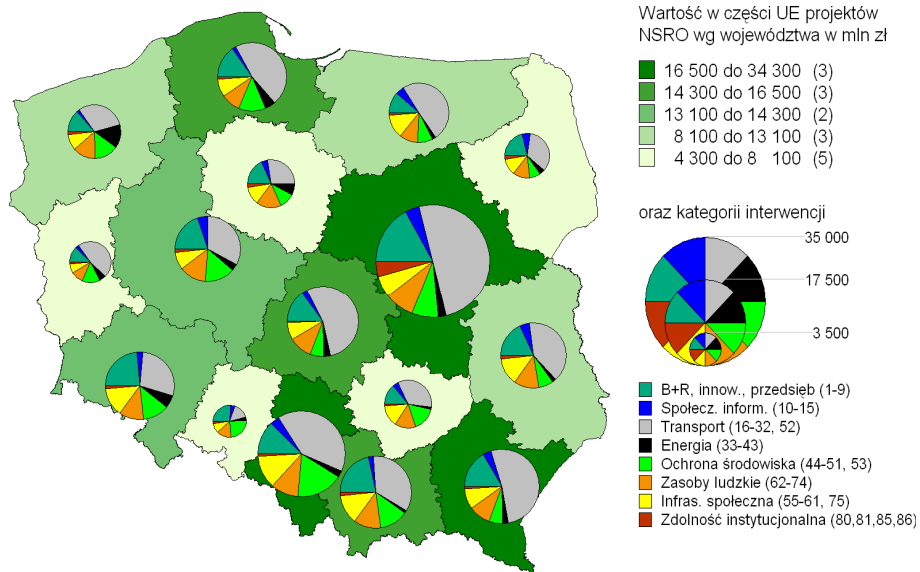 Wartość w części UE projektów
NSRO wg województwa w mln zł
16 500 do 34 300 (3)
14 300 do 16 500 (3)
13 100 do 14 300 (2)
8 100 do 13 100 (3)
4 300 do 8 100 (5)
oraz kategorii interwencji
35 000
17 500
3 500
B+R, innow., przedsięb (1-9)
Społecz. inform. (10-15)
Transport (16-32, 52)
Energia (33-43)
Ochrona środowiska (44-51, 53)
Zasoby ludzkie (62-74)
Infras. społeczna (55-61, 75)
Zdolność instytucjonalna (80,81,85,86)